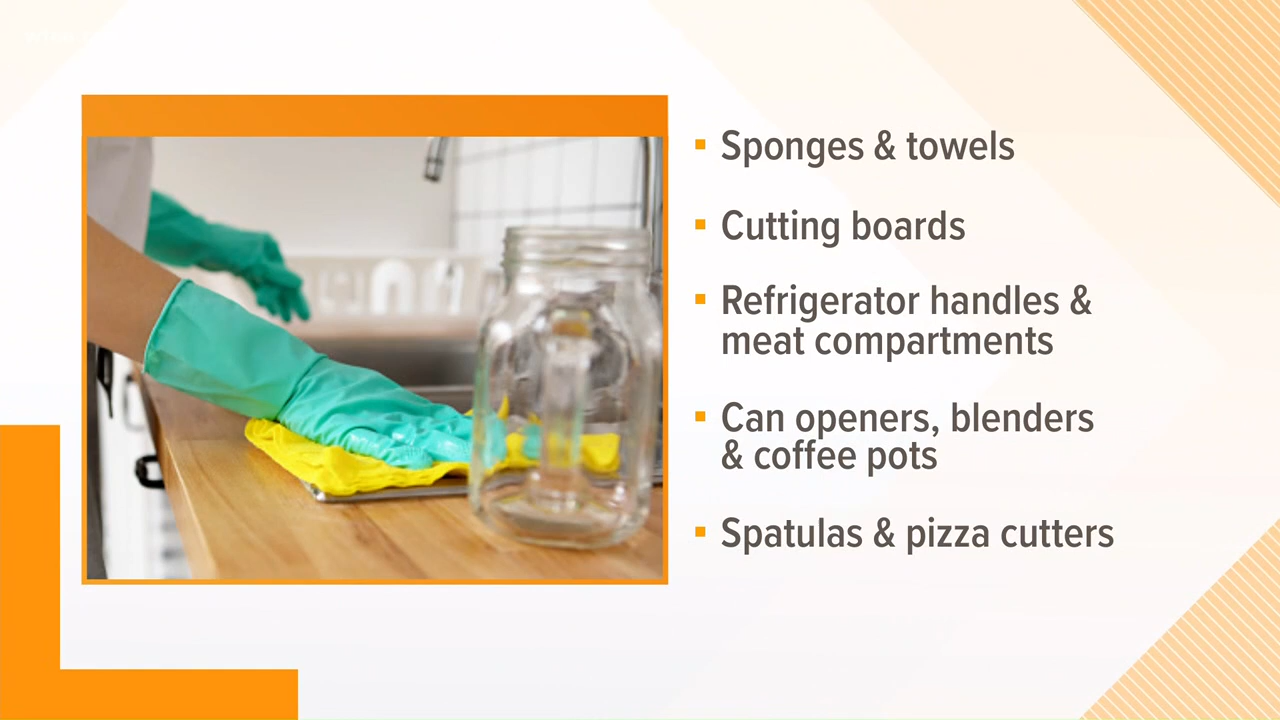 Sponges & towels
Cutting boards
Refrigerator handles &
meat compartments
Can openers, blenders
& coffee pots
Spatulas & pizza cutters